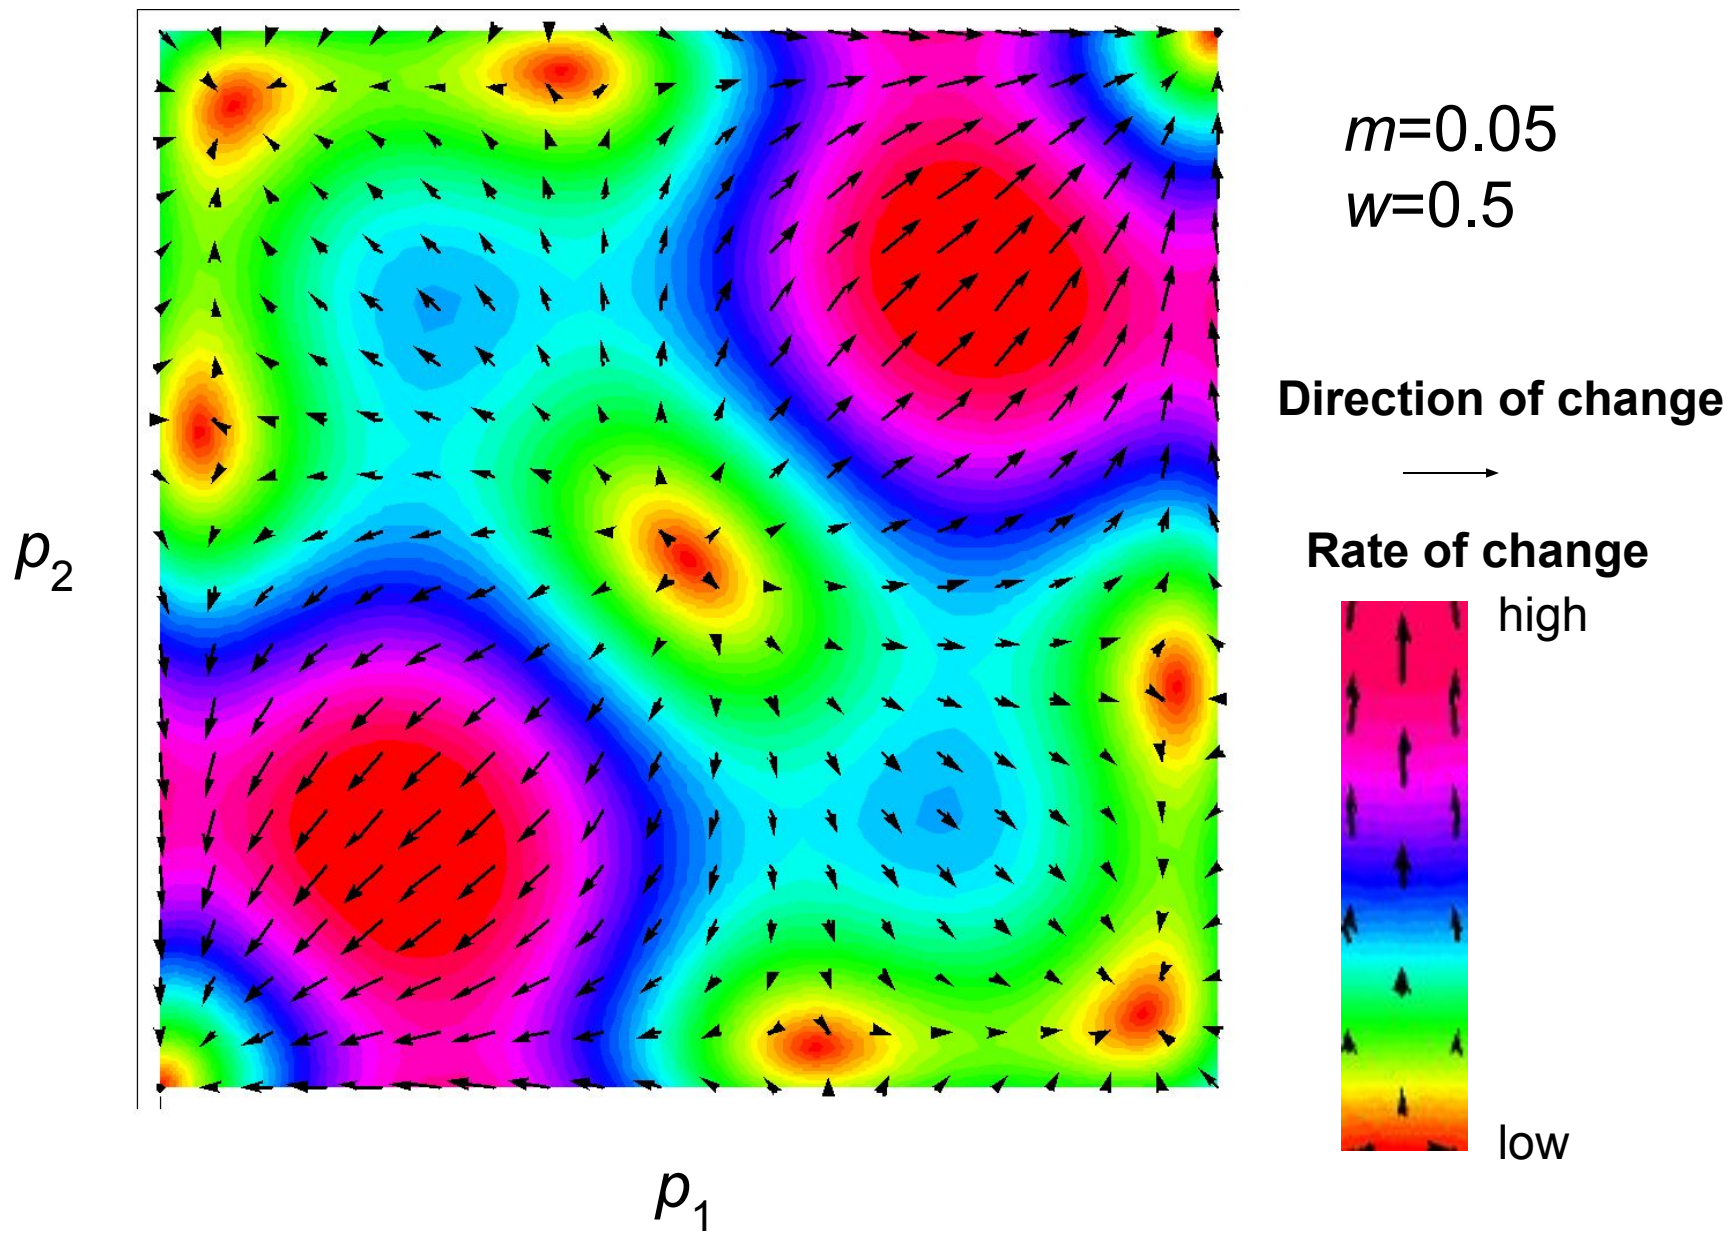 m=0.05
w=0.5
Direction of change
Rate of change
high
low
p2
p1